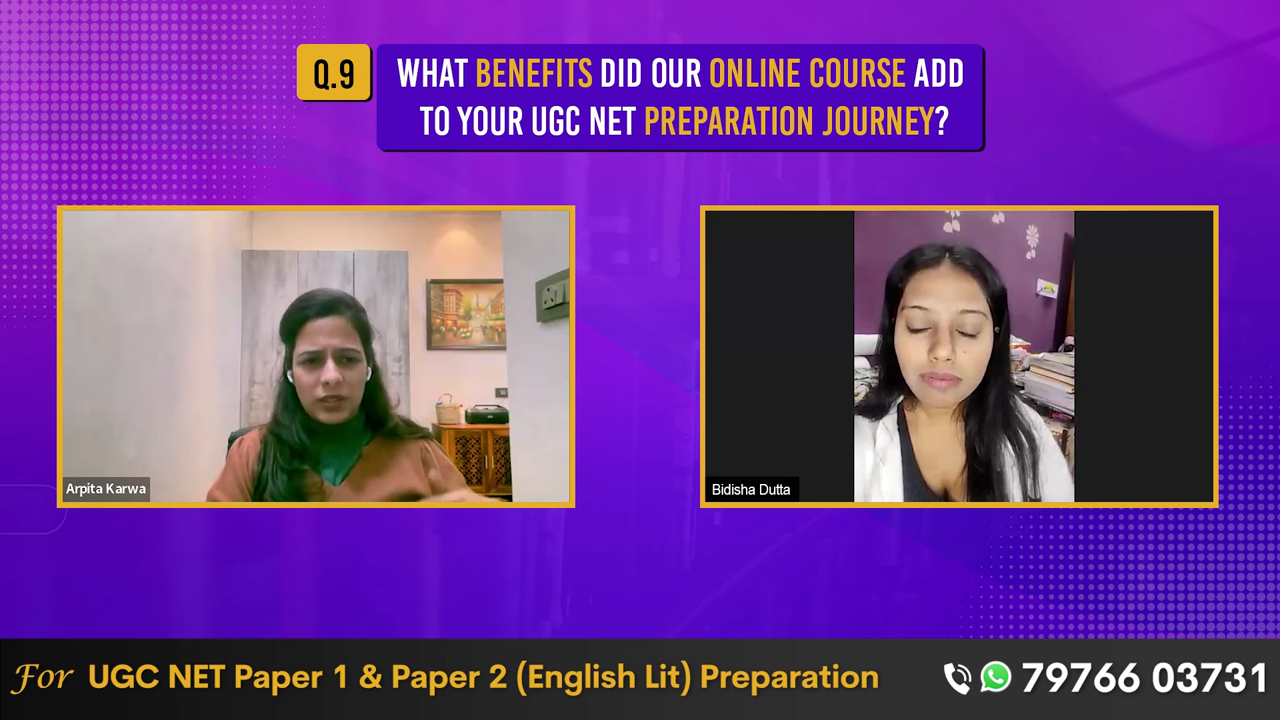 Q.9
WHAT BENEFITS DID OUR ONLINE COURSE ADD
TO YOUR UGC NET PREPARATION JOURNEY?
Arpita Karwa
Bidisha Dutta
For UGC NET Paper 1 & Paper 2 (English Lit) Preparation
79766 03731